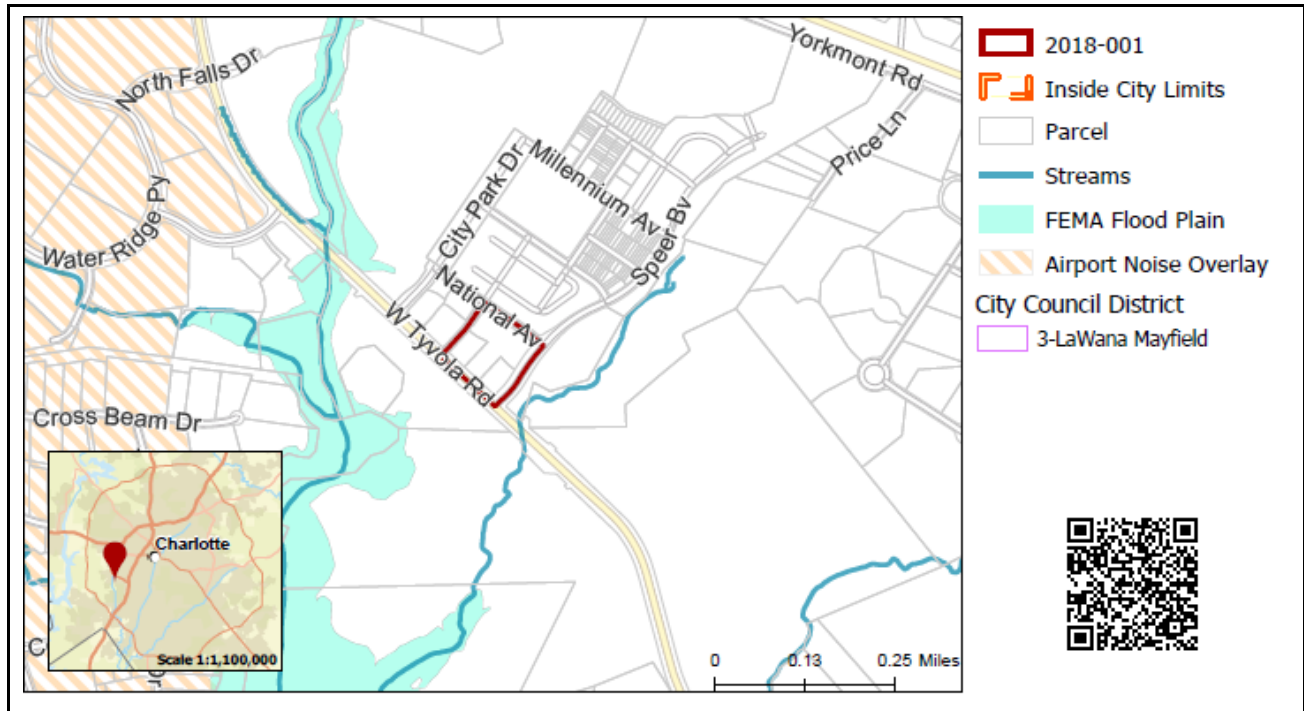 Yorkmont Rd
North Falls Dr
Price Ln
Millennium Av
City Park Dr
Water Ridge Py
Speer Bv
National Av
W Tyvola Rd
Cross Beam Dr
Charlotte
Scale 1:1,100,000
0 0.13 0.25 Miles
2018-001
Inside City Limits
Parcel
Streams
FEMA Flood Plain
Airport Noise Overlay
City Council District
3-LaWana Mayfield